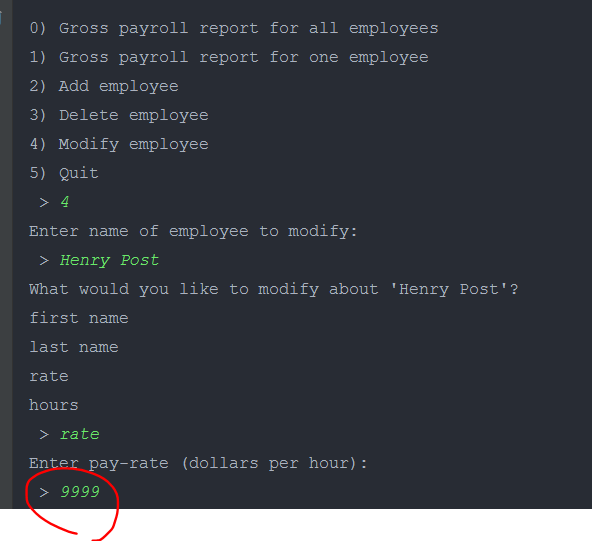 0) Gross payroll report for all employees
1) Gross payroll report for one employee
2) Add employee
3) Delete employee
4) Modify employee
5) Quit
> 4
Enter name of employee to modify:
> Henry Post
What would you like to modify about 'Henry Post'?
first name
last name
rate
hours
> rate
Enter pay-rate (dollars per hour):
> 9999